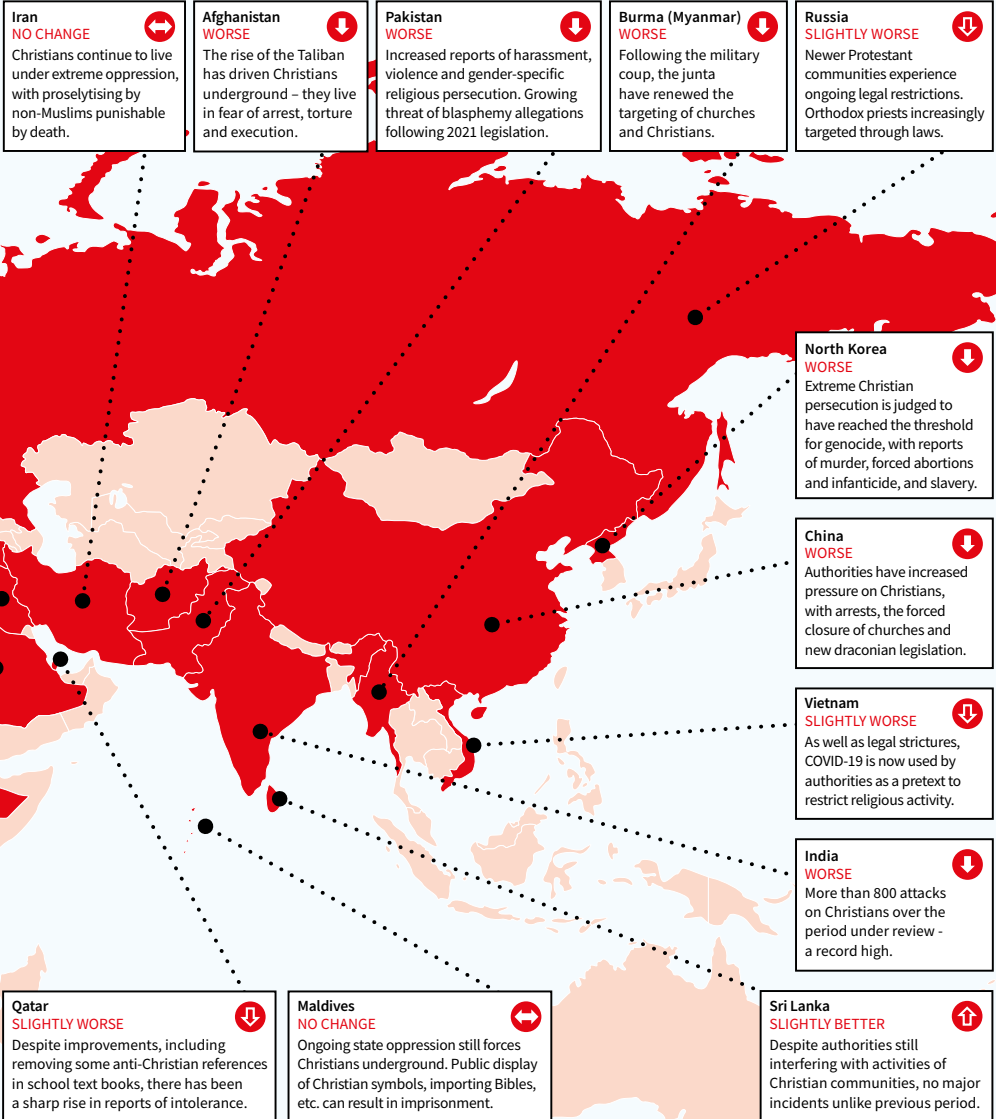 Iran
NO CHANGE
Christians continue to live
under extreme oppression,
with proselytising by
non-Muslims punishable
by death.
Afghanistan
WORSE
The rise of the Taliban
has driven Christians
underground – they live
in fear of arrest, torture
and execution.
Pakistan
WORSE
Increased reports of harassment,
violence and gender-specific
religious persecution. Growing
threat of blasphemy allegations
following 2021 legislation.
Burma (Myanmar)
WORSE
Following the military
coup, the junta
have renewed the
targeting of churches
and Christians.
Russia
SLIGHTLY WORSE
Newer Protestant
communities experience
ongoing legal restrictions.
Orthodox priests increasingly
targeted through laws.
North Korea
WORSE
Extreme Christian
persecution is judged to
have reached the threshold
for genocide, with reports
of murder, forced abortions
and infanticide, and slavery.
China
WORSE
Authorities have increased
pressure on Christians,
with arrests, the forced
closure of churches and
new draconian legislation.
Vietnam
SLIGHTLY WORSE
As well as legal strictures,
COVID-19 is now used by
authorities as a pretext to
restrict religious activity.
India
WORSE
More than 800 attacks
on Christians over the
period under review -
a record high.
Qatar
SLIGHTLY WORSE
Despite improvements, including
removing some anti-Christian references
in school text books, there has been
a sharp rise in reports of intolerance.
Maldives
NO CHANGE
Ongoing state oppression still forces
Christians underground. Public display
of Christian symbols, importing Bibles,
etc. can result in imprisonment.
Sri Lanka
SLIGHTLY BETTER
Despite authorities still
interfering with activities of
Christian communities, no major
incidents unlike previous period.